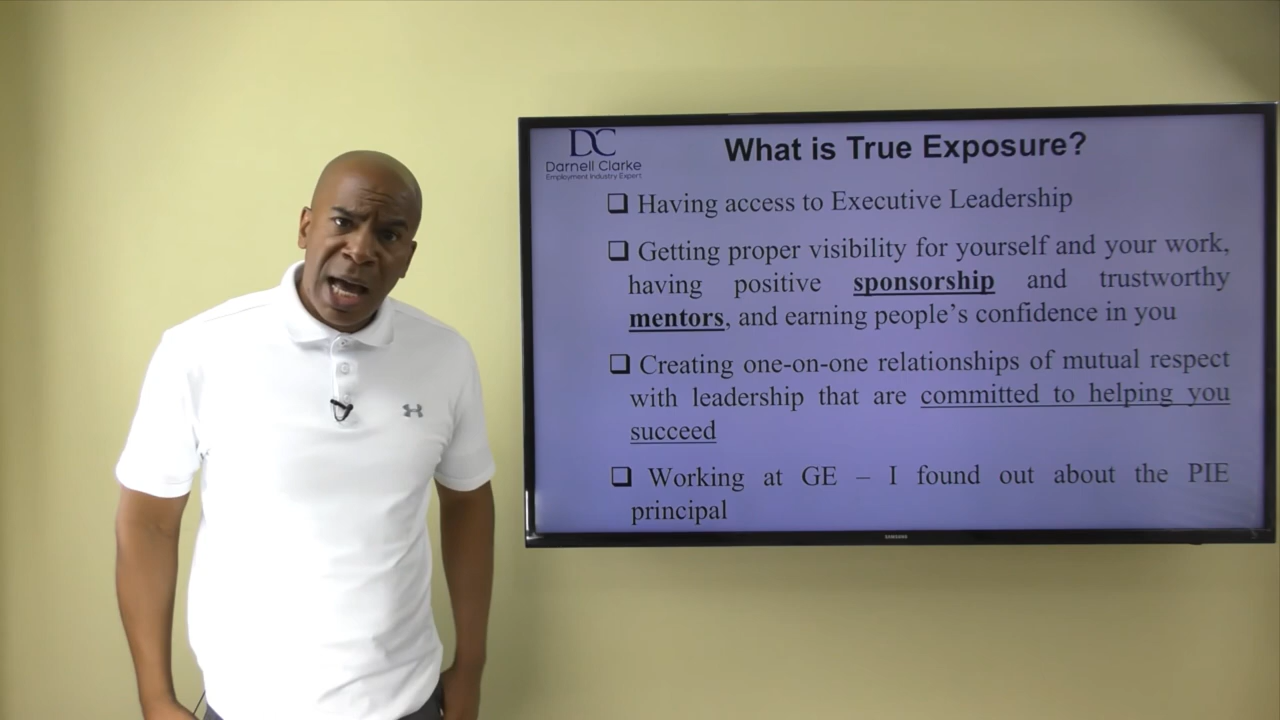 DC
Darnell Clarke
Employment Industry Expert
What is True Exposure?
Having access to Executive Leadership
Getting proper visibility for yourself and your work,
having positive sponsorship and trustworthy
mentors, and earning people's confidence in you
Creating one-on-one relationships of mutual respect
with leadership that are committed to helping you
succeed
Working at GE – I found out about the PIE
principal
SAMSUNG